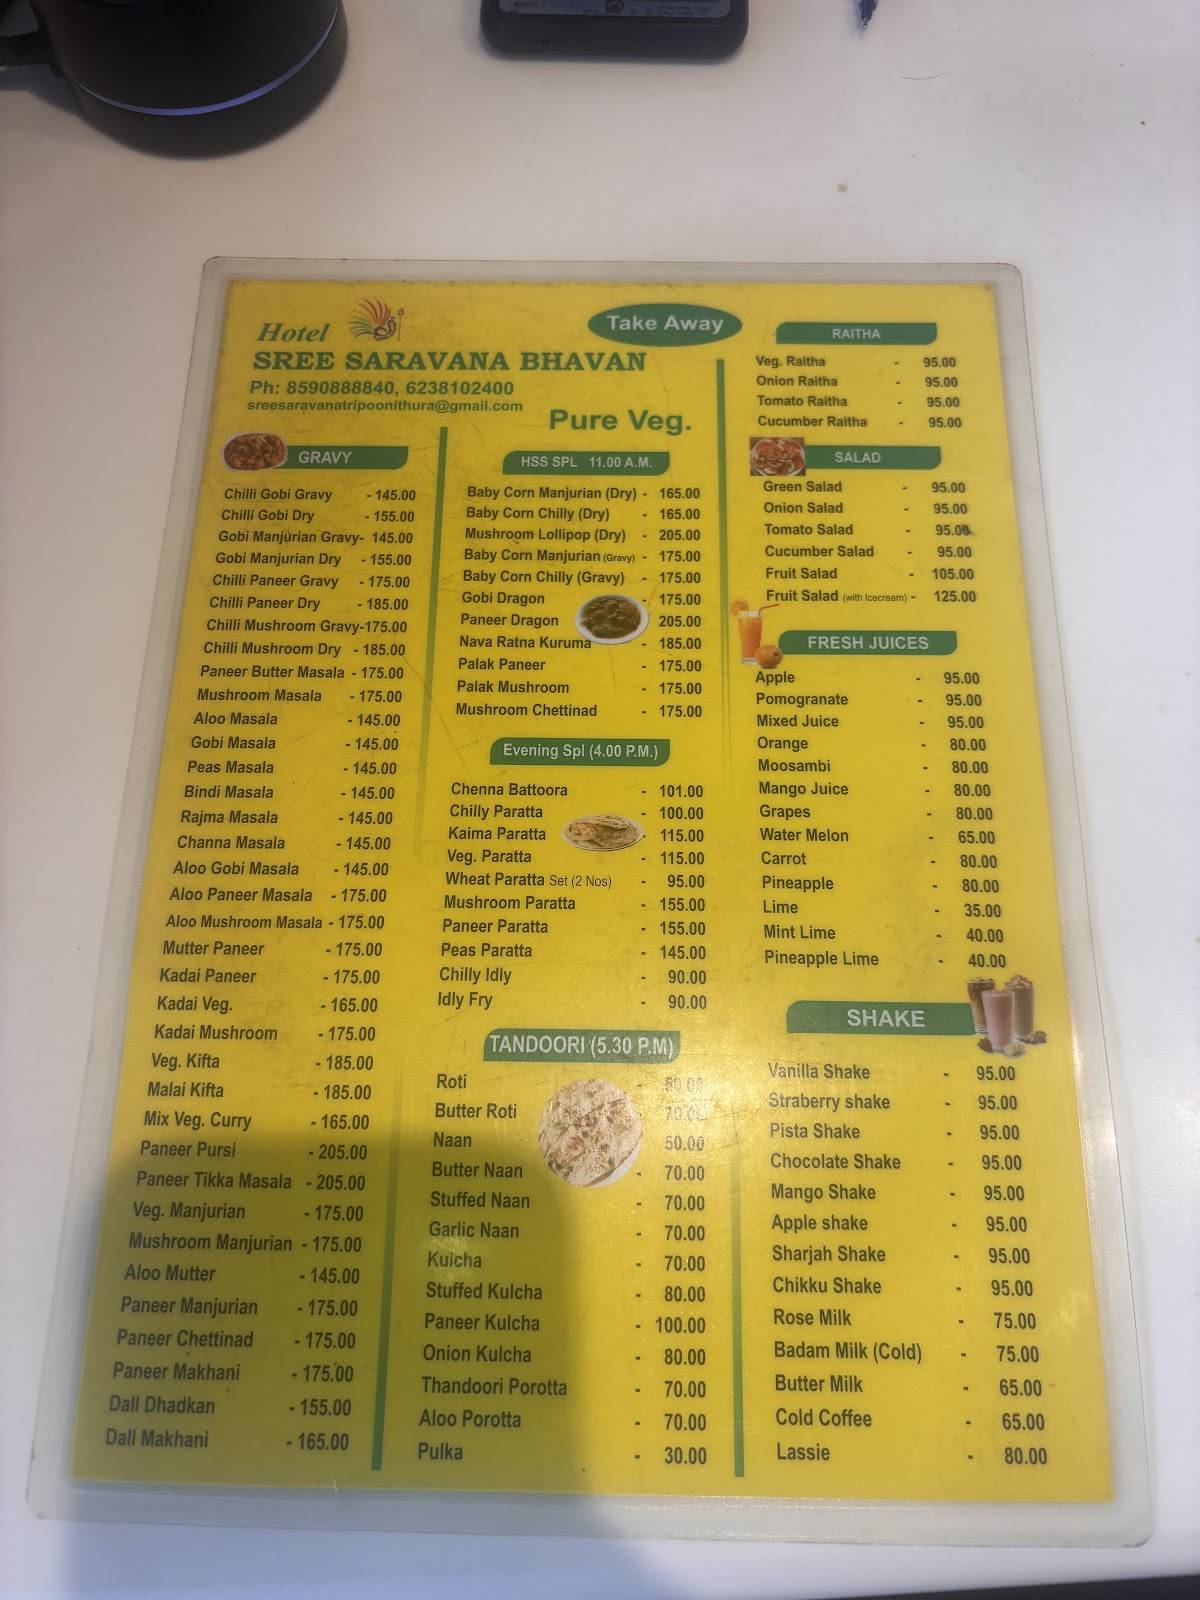 Hotel
SREE SARAVANA BHAVAN
Ph: 8590888840, 6238102400
sreesaravanatripoonithura@gmail.com
Take Away
Pure Veg.
GRAVY
Chilli Gobi Gravy - 145.00
Chilli Gobi Dry - 155.00
Gobi Manjurian Gravy- 145.00
Gobi Manjurian Dry - 155.00
Chilli Paneer Gravy - 175.00
Chilli Paneer Dry - 185.00
Chilli Mushroom Gravy-175.00
Chilli Mushroom Dry - 185.00
Paneer Butter Masala - 175.00
Mushroom Masala - 175.00
Aloo Masala - 145.00
Gobi Masala - 145.00
Peas Masala - 145.00
Bindi Masala - 145.00
Rajma Masala - 145.00
Channa Masala - 145.00
Aloo Gobi Masala - 145.00
Aloo Paneer Masala - 175.00
Aloo Mushroom Masala - 175.00
Mutter Paneer - 175.00
Kadai Paneer - 175.00
Kadai Veg. - 165.00
Kadai Mushroom - 175.00
Veg. Kifta - 185.00
Malai Kifta - 185.00
Mix Veg. Curry - 165.00
Paneer Pursi - 205.00
Paneer Tikka Masala - 205.00
Veg. Manjurian - 175.00
Mushroom Manjurian - 175.00
Aloo Mutter - 145.00
Paneer Manjurian - 175.00
Paneer Chettinad - 175.00
Paneer Makhani - 175.00
Dall Dhadkan - 155.00
Dall Makhani - 165.00
HSS SPL 11.00 A.M.
Baby Corn Manjurian (Dry) - 165.00
Baby Corn Chilly (Dry) - 165.00
Mushroom Lollipop (Dry) - 205.00
Baby Corn Manjurian (Gravy) - 175.00
Baby Corn Chilly (Gravy) - 175.00
Gobi Dragon - 175.00
Paneer Dragon 205.00
Nava Ratna Kuruma - 185.00
Palak Paneer - 175.00
Palak Mushroom - 175.00
Mushroom Chettinad - 175.00
Evening Spl (4.00 P.M.)
Chenna Battoora - 101.00
Chilly Paratta - 100.00
Kaima Paratta - 115.00
Veg. Paratta - 115.00
Wheat Paratta Set (2 Nos) - 95.00
Mushroom Paratta - 155.00
Paneer Paratta - 155.00
Peas Paratta - 145.00
Chilly Idly - 90.00
Idly Fry - 90.00
TANDOORI (5.30 P.M)
Roti - 50.00
Butter Roti 70.00
Naan 50.00
Butter Naan - 70.00
Stuffed Naan - 70.00
Garlic Naan - 70.00
Kulcha - 70.00
Stuffed Kulcha - 80.00
Paneer Kulcha - 100.00
Onion Kulcha - 80.00
Thandoori Porotta - 70.00
Aloo Porotta - 70.00
Pulka - 30.00
RAITHA
Veg. Raitha - 95.00
Onion Raitha - 95.00
Tomato Raitha - 95.00
Cucumber Raitha - 95.00
SALAD
Green Salad - 95.00
Onion Salad - 95.00
Tomato Salad - 95.00
Cucumber Salad - 95.00
Fruit Salad - 105.00
Fruit Salad (with Icecream) - 125.00
FRESH JUICES
Apple - 95.00
Pomogranate - 95.00
Mixed Juice - 95.00
Orange - 80.00
Moosambi - 80.00
Mango Juice - 80.00
Grapes - 80.00
Water Melon - 65.00
Carrot - 80.00
Pineapple - 80.00
Lime - 35.00
Mint Lime - 40.00
Pineapple Lime - 40.00
SHAKE
Vanilla Shake - 95.00
Straberry shake - 95.00
Pista Shake - 95.00
Chocolate Shake - 95.00
Mango Shake - 95.00
Apple shake - 95.00
Sharjah Shake - 95.00
Chikku Shake - 95.00
Rose Milk - 75.00
Badam Milk (Cold) - 75.00
Butter Milk - 65.00
Cold Coffee - 65.00
Lassie - 80.00